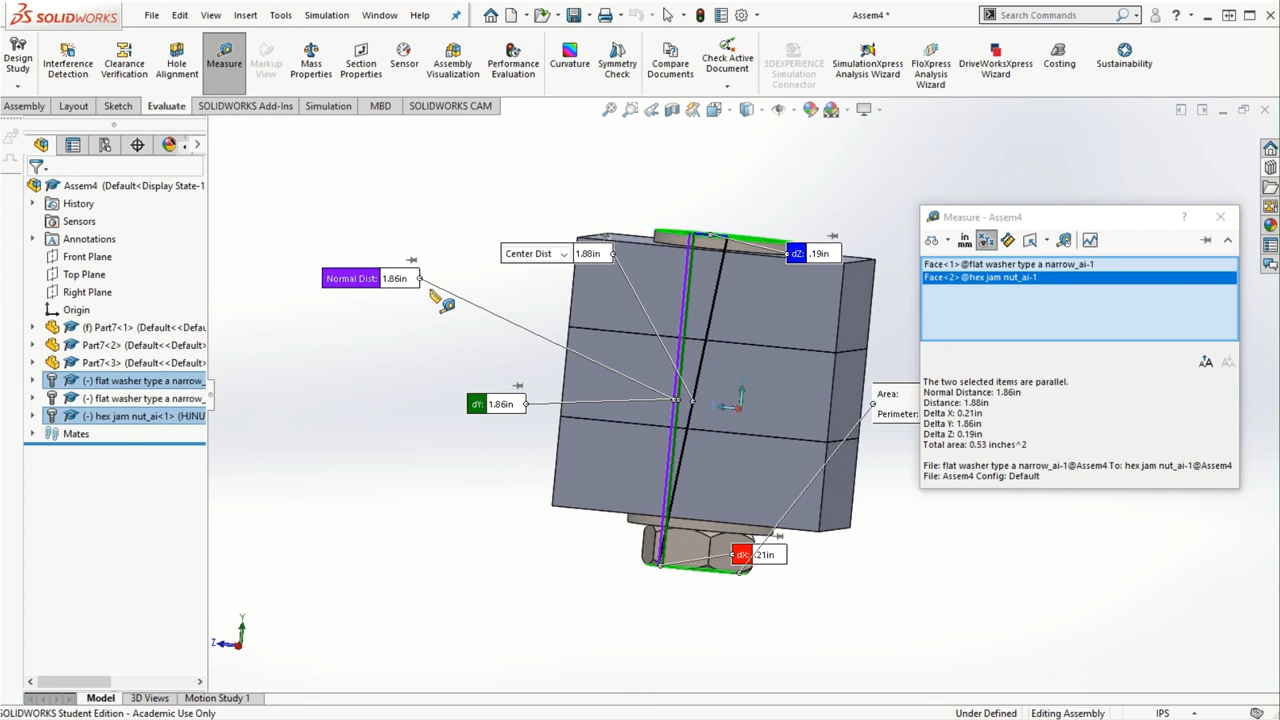 SOLIDWORKS
File Edit View Insert Tools Simulation Window Help
Assem4 *
Search Commands
Design Study
Interference Detection
Clearance Verification
Hole Alignment
Measure
Markup View
Mass Properties
Section Properties
Sensor
Assembly Visualization
Performance Evaluation
Curvature
Symmetry Check
Compare Documents
Check Active Document
3DEXPERIENCE Simulation Connector
SimulationXpress Analysis Wizard
FloXpress Analysis Wizard
DriveWorksXpress Wizard
Costing
Sustainability
Assembly Layout Sketch Evaluate SOLIDWORKS Add-Ins Simulation MBD SOLIDWORKS CAM
Assem4 (Default<Display State-1
History
Sensors
Annotations
Front Plane
Top Plane
Right Plane
Origin
(f) Part7<1> (Default<<Default>
Part7<2> (Default<<Default>
Part7<3> (Default<<Default>
(-) flat washer type a narrow_
(-) flat washer type a narrow_
(-) hex jam nut_ai<1> (HJNU
Mates
Center Dist 1.88in
dZ: .19in
Normal Dist: 1.86in
dY: 1.86in
Area:
Perimeter:
dX: .21in
Measure - Assem4
in
mm
Face<1>@flat washer type a narrow_ai-1
Face<2>@hex jam nut_ai-1
The two selected items are parallel.
Normal Distance: 1.86in
Distance: 1.88in
Delta X: 0.21in
Delta Y: 1.86in
Delta Z: 0.19in
Total area: 0.53 inches^2
File: flat washer type a narrow_ai-1@Assem4 To: hex jam nut_ai-1@Assem4
File: Assem4 Config: Default
Y
Z
Model 3D Views Motion Study 1
SOLIDWORKS Student Edition - Academic Use Only
Under Defined Editing Assembly IPS